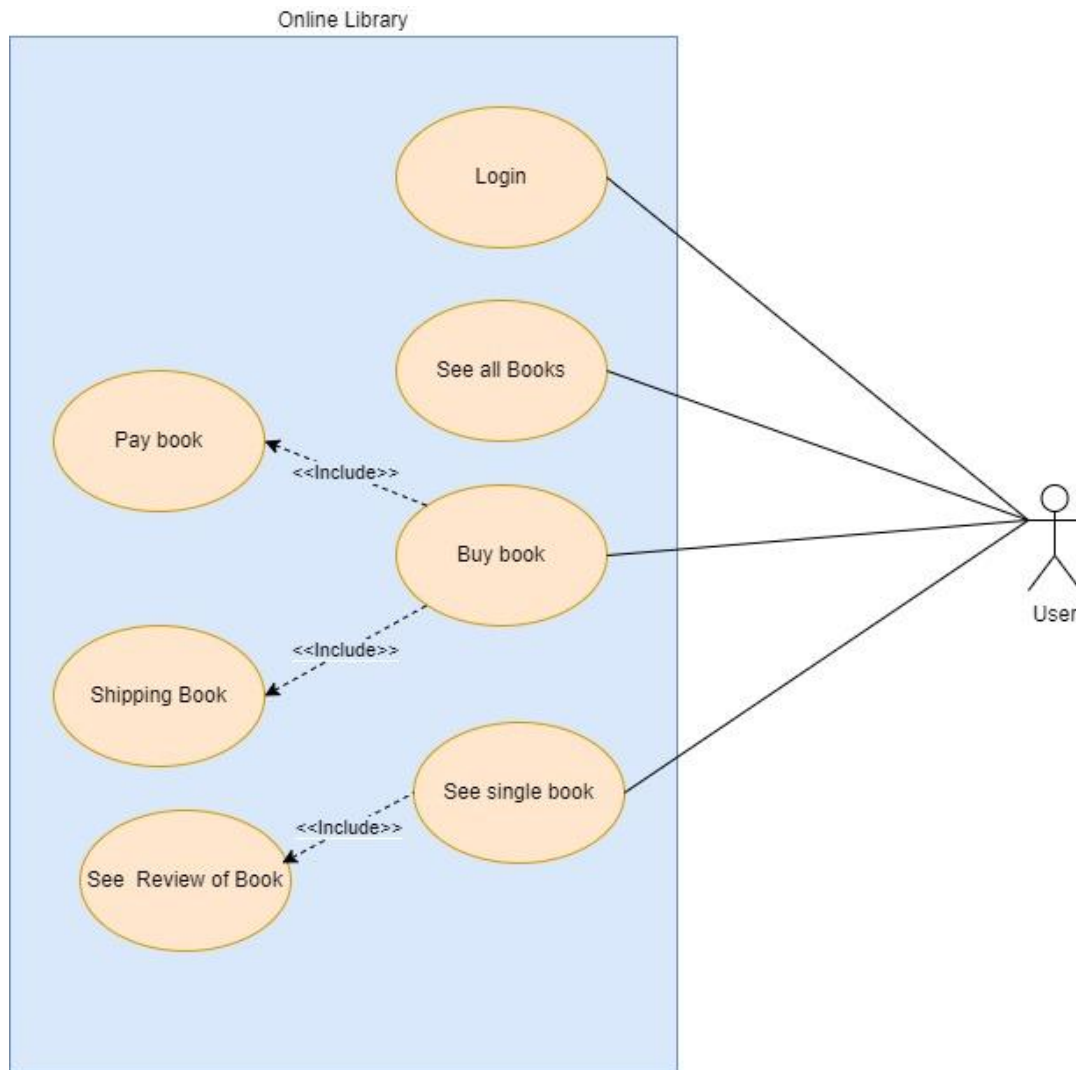 Online Library
Login
See all Books
Pay book
<<Include>>
Buy book
User
<<Include>>
Shipping Book
See single book
<<Include>>
See  Review of Book